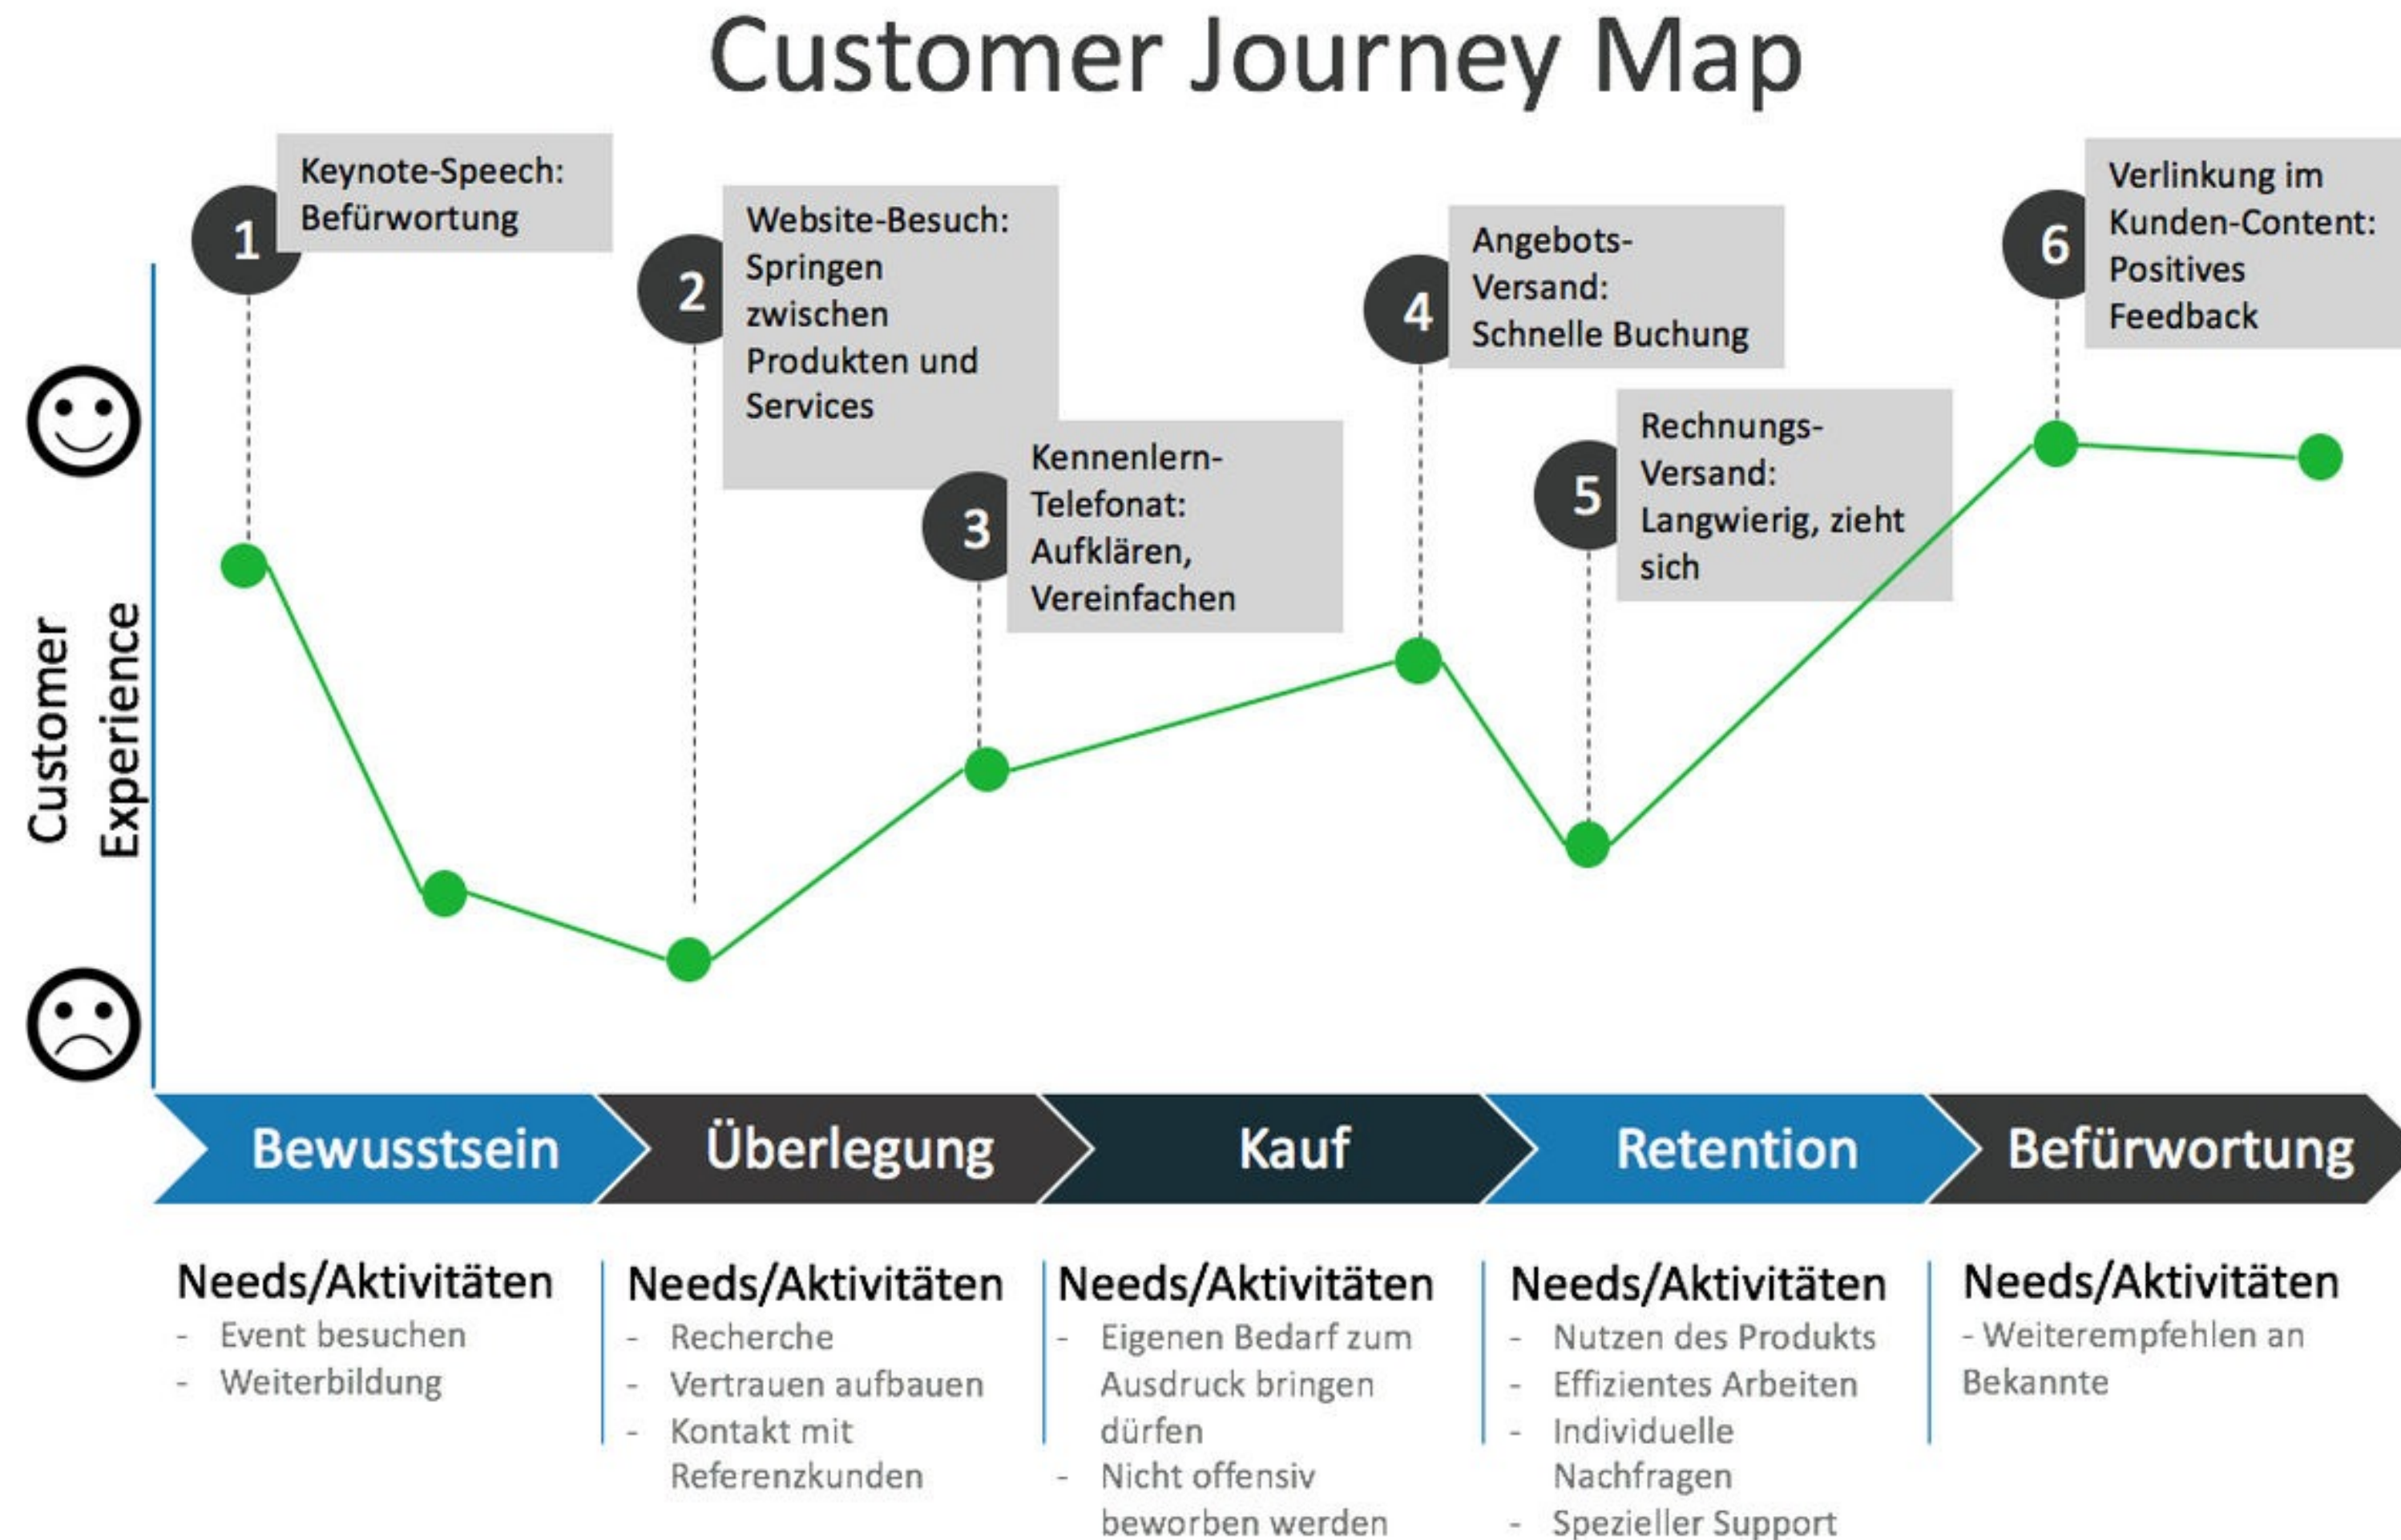 Customer Journey Map
1
Keynote-Speech:
Befürwortung
2
Website-Besuch:
Springen
zwischen
Produkten und
Services
3
Kennenlern-
Telefonat:
Aufklären,
Vereinfachen
4
Angebots-
Versand:
Schnelle Buchung
5
Rechnungs-
Versand:
Langwierig, zieht
sich
6
Verlinkung im
Kunden-Content:
Positives
Feedback
Customer
Experience
Bewusstsein
Überlegung
Kauf
Retention
Befürwortung
Needs/Aktivitäten
- Event besuchen
- Weiterbildung
Needs/Aktivitäten
- Recherche
- Vertrauen aufbauen
- Kontakt mit
Referenzkunden
Needs/Aktivitäten
- Eigenen Bedarf zum
Ausdruck bringen
dürfen
- Nicht offensiv
beworben werden
Needs/Aktivitäten
- Nutzen des Produkts
- Effizientes Arbeiten
- Individuelle
Nachfragen
- Spezieller Support
Needs/Aktivitäten
- Weiterempfehlen an
Bekannte